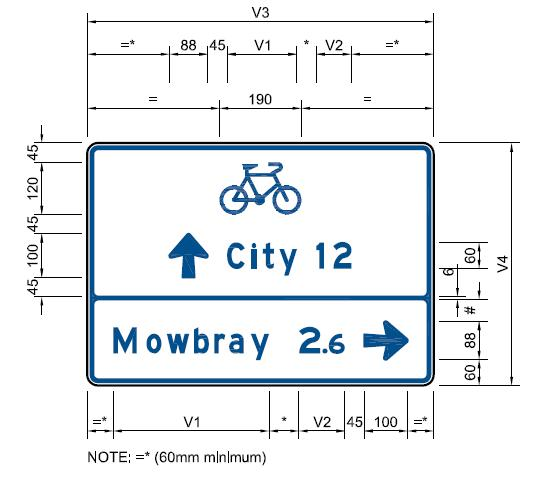 V3
=* 88 45 V1 * V2 =*
= 190 =
45
120
45
100
45
City 12
Mowbray 2.6
60
6
#
88
60
V4
=* V1 * V2 45 100 =*
NOTE: =* (60mm minimum)